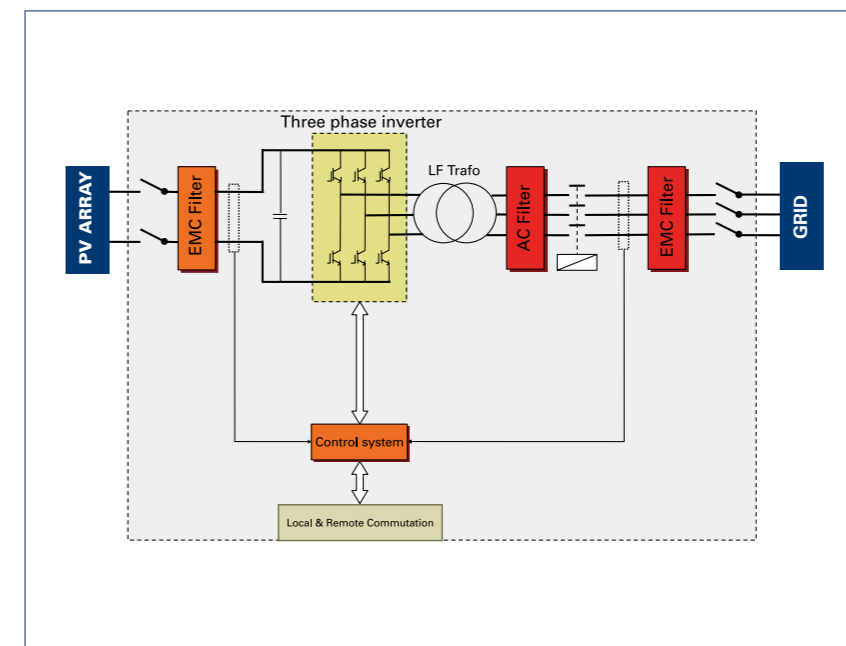 Three phase inverter
PV ARRAY
EMC Filter
LF Trafo
AC Filter
EMC Filter
GRID
Control system
Local & Remote Commutation